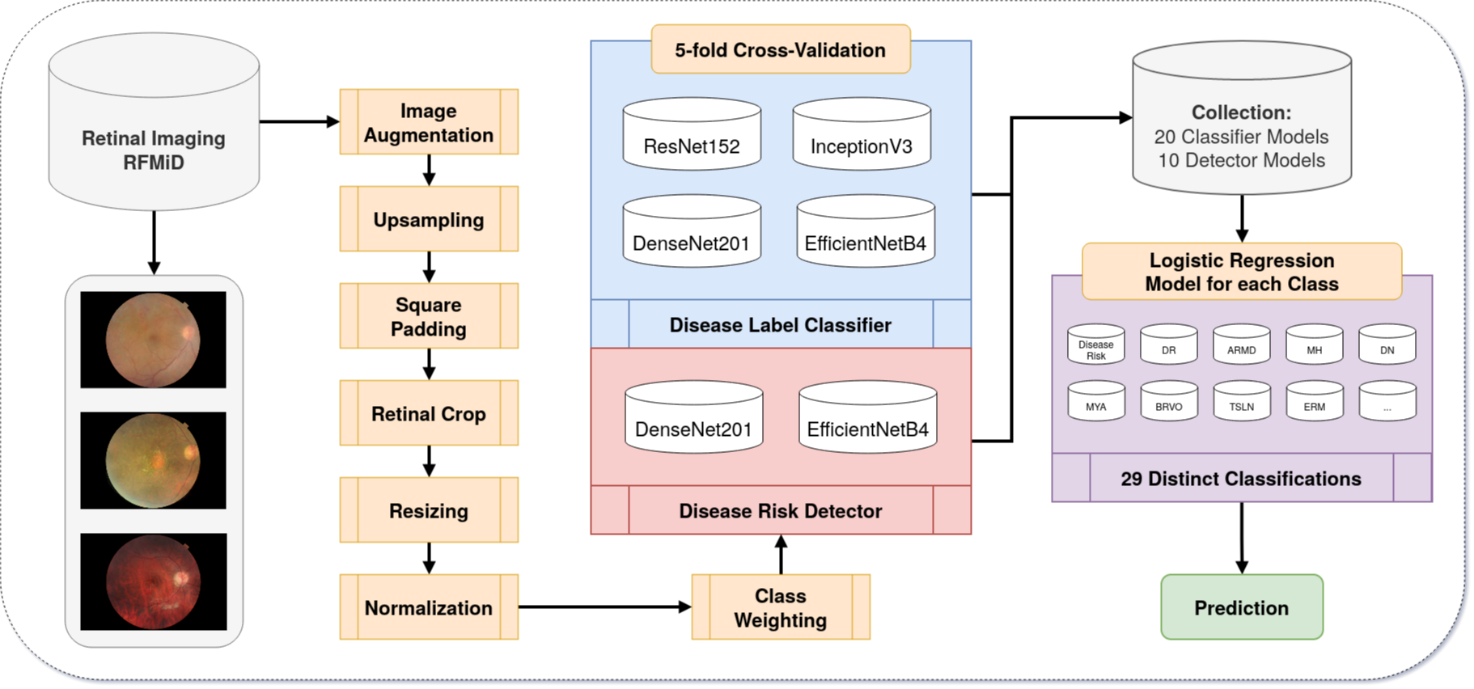 Retinal Imaging
RFMiD
Image
Augmentation
Upsampling
Square
Padding
Retinal Crop
Resizing
Normalization
Class
Weighting
5-fold Cross-Validation
ResNet152
InceptionV3
DenseNet201
EfficientNetB4
Disease Label Classifier
DenseNet201
EfficientNetB4
Disease Risk Detector
Collection:
20 Classifier Models
10 Detector Models
Logistic Regression
Model for each Class
Disease
Risk
DR
ARMD
MH
DN
MYA
BRVO
TSLN
ERM
...
29 Distinct Classifications
Prediction